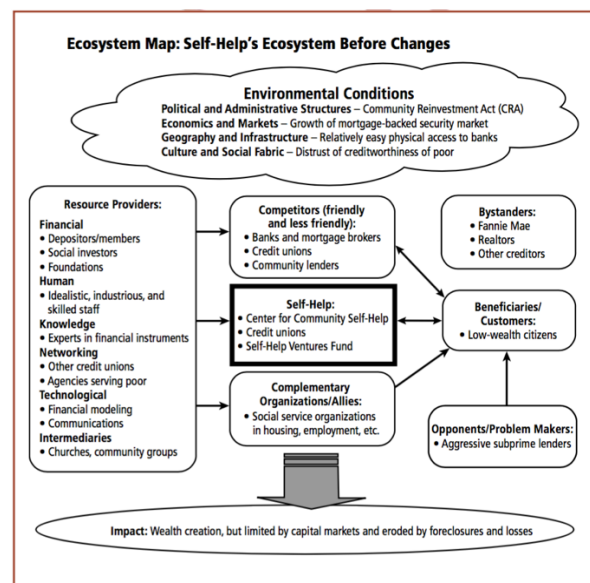 Ecosystem Map: Self-Help's Ecosystem Before Changes
Environmental Conditions
Political and Administrative Structures – Community Reinvestment Act (CRA)
Economics and Markets – Growth of mortgage-backed security market
Geography and Infrastructure – Relatively easy physical access to banks
Culture and Social Fabric – Distrust of creditworthiness of poor
Resource Providers:
Financial
• Depositors/members
• Social investors
• Foundations
Human
• Idealistic, industrious, and
skilled staff
Knowledge
• Experts in financial instruments
Networking
• Other credit unions
• Agencies serving poor
Technological
• Financial modeling
• Communications
Intermediaries
• Churches, community groups
Competitors (friendly
and less friendly):
• Banks and mortgage brokers
• Credit unions
• Community lenders
Self-Help:
• Center for Community Self-Help
• Credit unions
• Self-Help Ventures Fund
Complementary
Organizations/Allies:
• Social service organizations
in housing, employment, etc.
Bystanders:
• Fannie Mae
• Realtors
• Other creditors
Beneficiaries/
Customers:
• Low-wealth citizens
Opponents/Problem Makers:
• Aggressive subprime lenders
Impact: Wealth creation, but limited by capital markets and eroded by foreclosures and losses